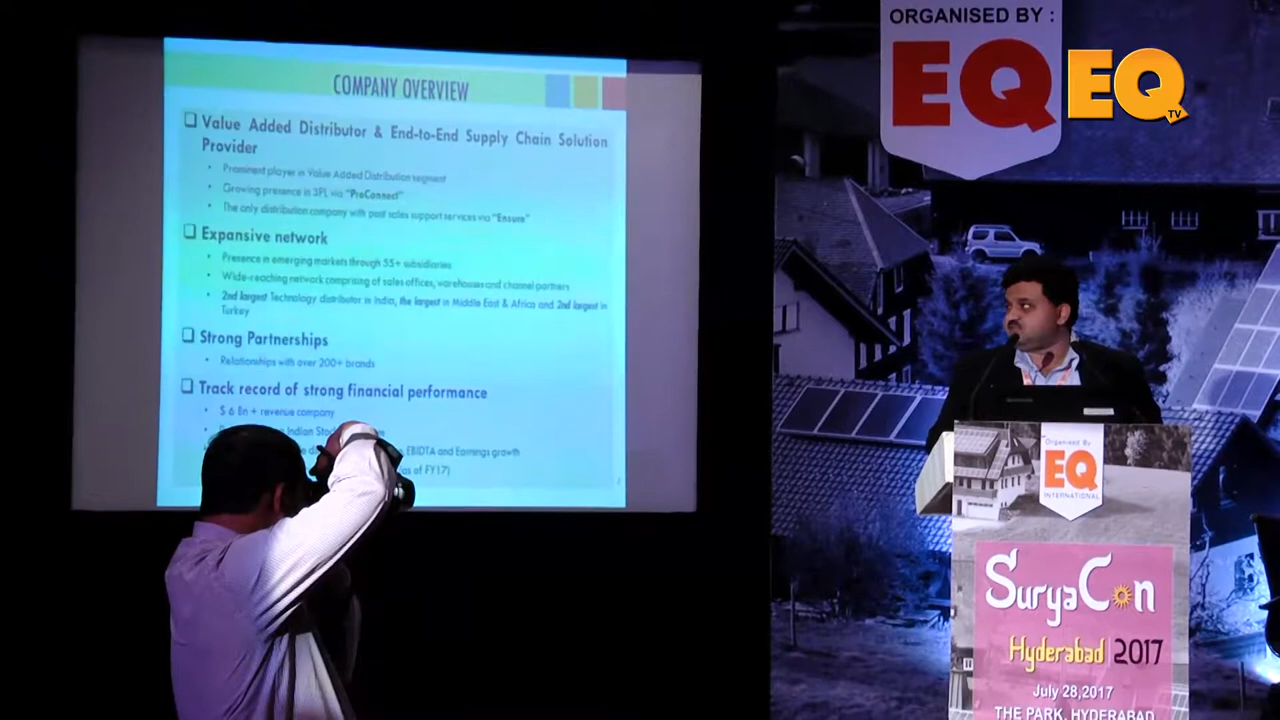 COMPANY OVERVIEW
❑ Value Added Distributor & End-to-End Supply Chain Solution
Provider
• Prominent player in Value Added Distribution segment
• Growing presence in 3PL via "ProConnect"
• The only distribution company with post sales support services via "Ensure"
❑ Expansive network
• Presence in emerging markets through 55+ subsidiaries
• Wide-reaching network comprising of sales offices, warehouses and channel partners
• 2nd largest Technology distributor in India, the largest in Middle East & Africa and 2nd largest in
Turkey
❑ Strong Partnerships
• Relationships with over 200+ brands
❑ Track record of strong financial performance
• $ 6 Bn + revenue company
Indian
EBIDTA and Earnings growth
as of FY17)
ORGANISED BY :
EQ
EQ
TV
Organised By
EQ
INTERNATIONAL
SuryaCon
Hyderabad 2017
July 28,2017
THE PARK, HYDERABAD